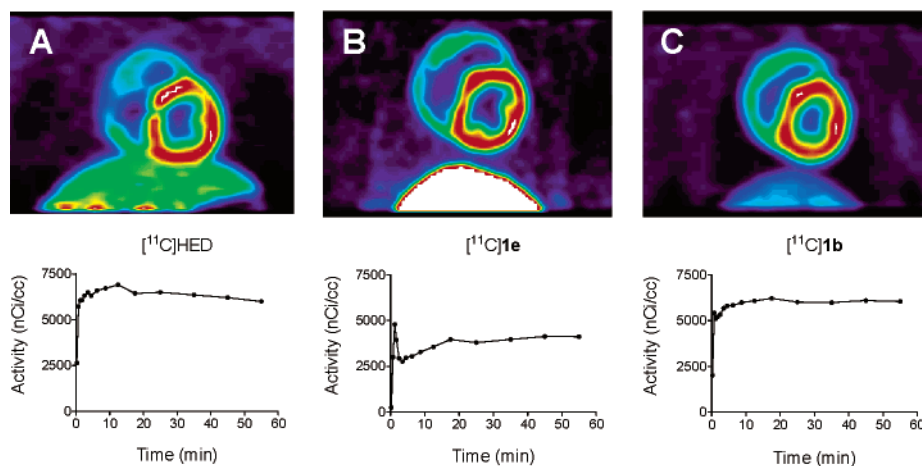 A
B
C
[¹¹C]HED
[¹¹C]1e
[¹¹C]1b
Activity (nCi/cc)
7500
5000
2500
0
0 10 20 30 40 50 60
Time (min)
Activity (nCi/cc)
7500
5000
2500
0
0 10 20 30 40 50 60
Time (min)
Activity (nCi/cc)
7500
5000
2500
0
0 10 20 30 40 50 60
Time (min)